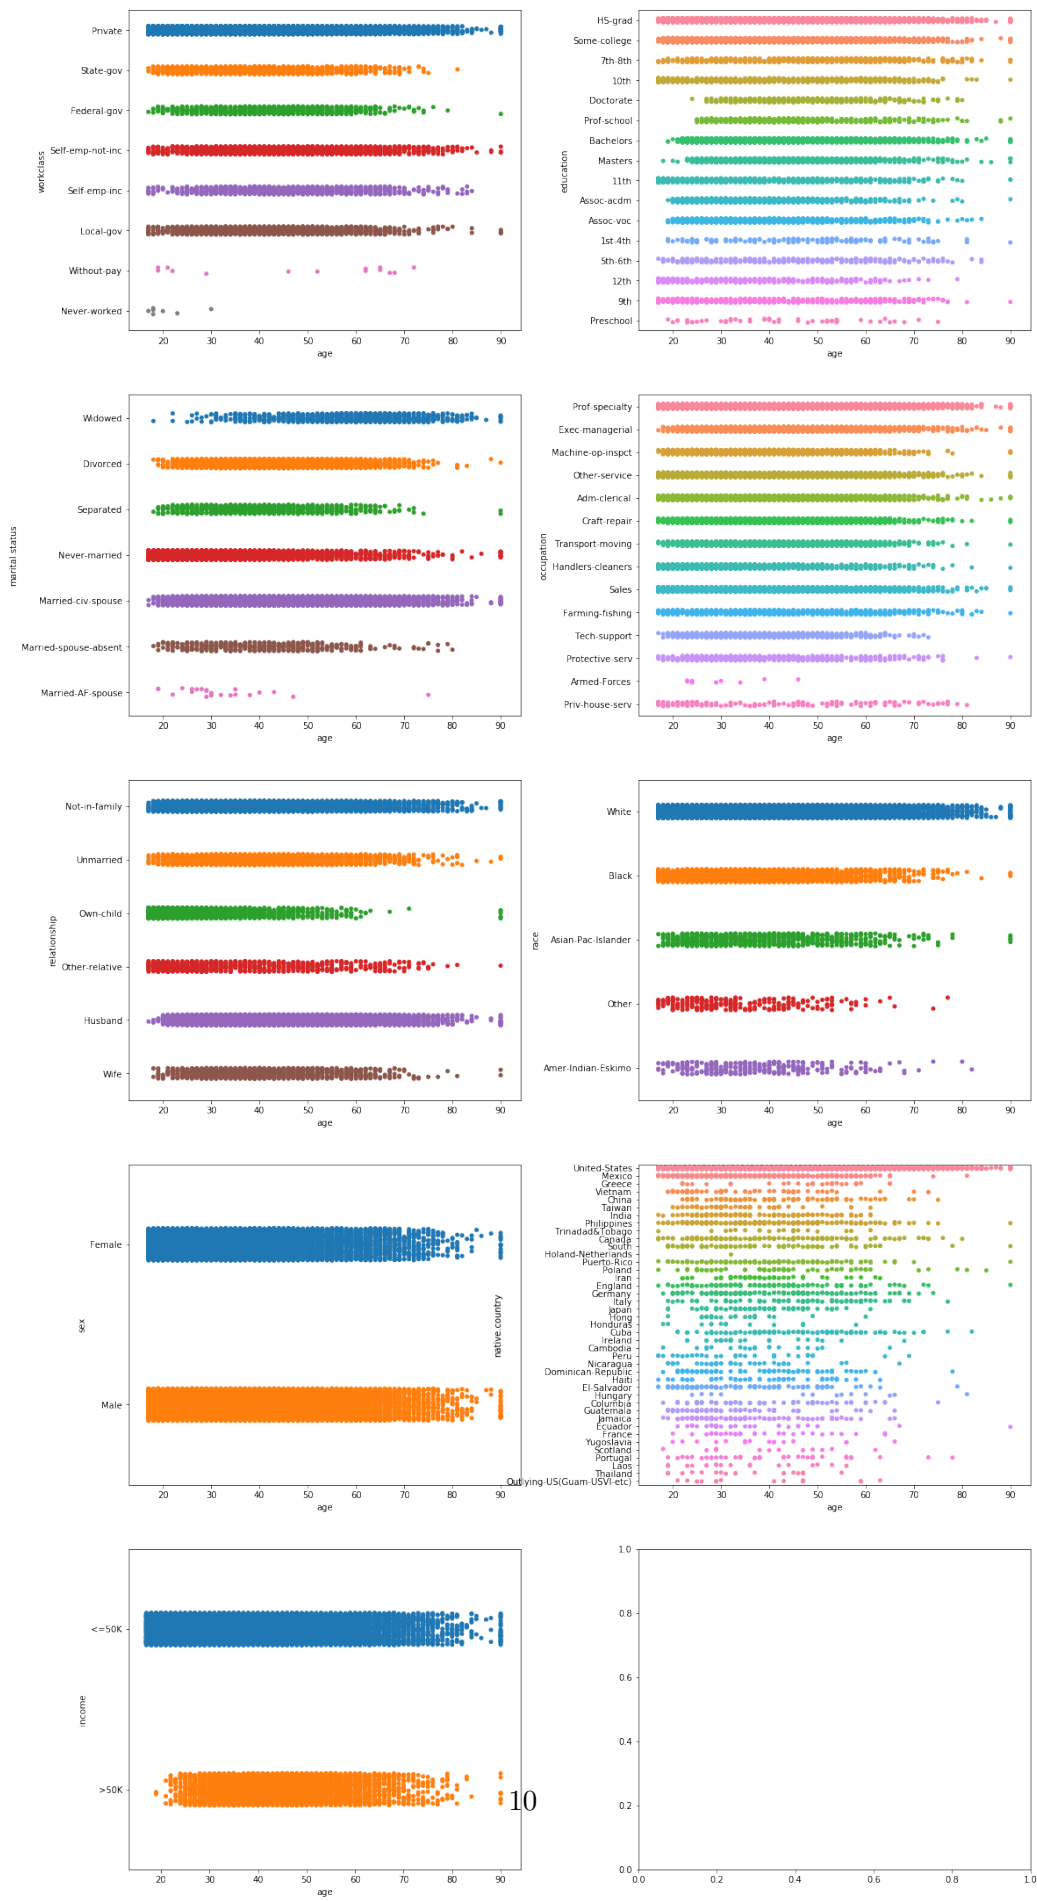 workclass
Private
State-gov
Federal-gov
Self-emp-not-inc
Self-emp-inc
Local-gov
Without-pay
Never-worked
20 30 40 50 60 70 80 90
age
education
HS-grad
Some-college
7th-8th
10th
Doctorate
Prof-school
Bachelors
Masters
11th
Assoc-acdm
Assoc-voc
1st-4th
5th-6th
12th
9th
Preschool
20 30 40 50 60 70 80 90
age
marital.status
Widowed
Divorced
Separated
Never-married
Married-civ-spouse
Married-spouse-absent
Married-AF-spouse
20 30 40 50 60 70 80 90
age
occupation
Prof-specialty
Exec-managerial
Machine-op-inspct
Other-service
Adm-clerical
Craft-repair
Transport-moving
Handlers-cleaners
Sales
Farming-fishing
Tech-support
Protective-serv
Armed-Forces
Priv-house-serv
20 30 40 50 60 70 80 90
age
relationship
Not-in-family
Unmarried
Own-child
Other-relative
Husband
Wife
20 30 40 50 60 70 80 90
age
race
White
Black
Asian-Pac-Islander
Other
Amer-Indian-Eskimo
20 30 40 50 60 70 80 90
age
sex
Female
Male
20 30 40 50 60 70 80 90
age
native.country
United-States
Mexico
Greece
Vietnam
China
Taiwan
India
Philippines
Trinadad&Tobago
Canada
South
Holand-Netherlands
Puerto-Rico
Poland
Iran
England
Germany
Italy
Japan
Hong
Honduras
Cuba
Ireland
Cambodia
Peru
Nicaragua
Dominican-Republic
Haiti
El-Salvador
Hungary
Columbia
Guatemala
Jamaica
Ecuador
France
Yugoslavia
Scotland
Portugal
Laos
Thailand
Outlying-US(Guam-USVI-etc)
20 30 40 50 60 70 80 90
age
income
<=50K
>50K
20 30 40 50 60 70 80 90
age
1.0
0.8
0.6
0.4
0.2
0.0
0.0 0.2 0.4 0.6 0.8 1.0
10